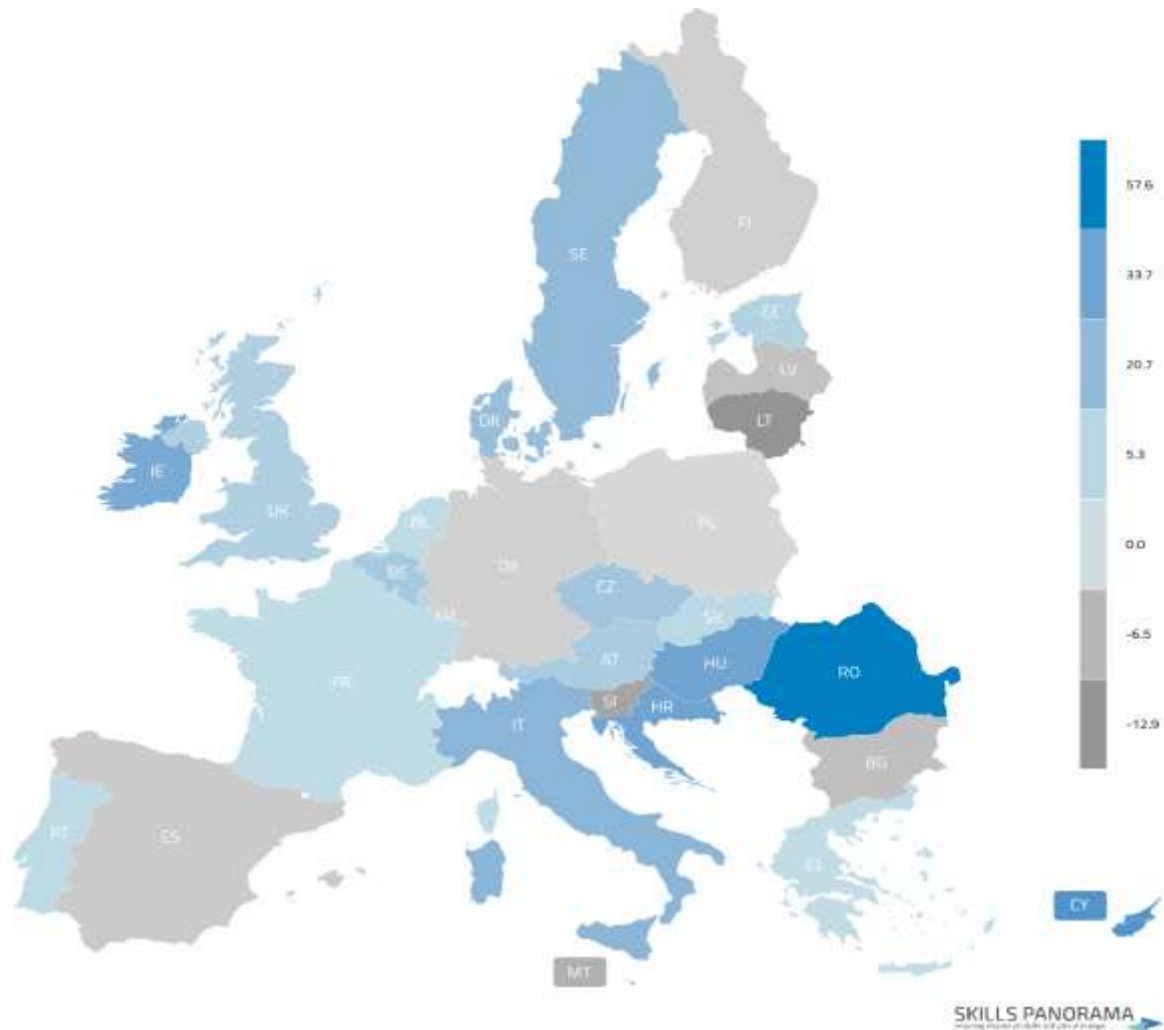 FI
SE
EE
LV
DK
LT
IE
UK
NL
PL
DE
BE
CZ
LU
SK
AT
HU
FR
RO
SI
HR
IT
BG
PT
ES
EL
CY
MT
57.6
33.7
20.7
5.3
0.0
-6.5
-12.9
SKILLS PANORAMA